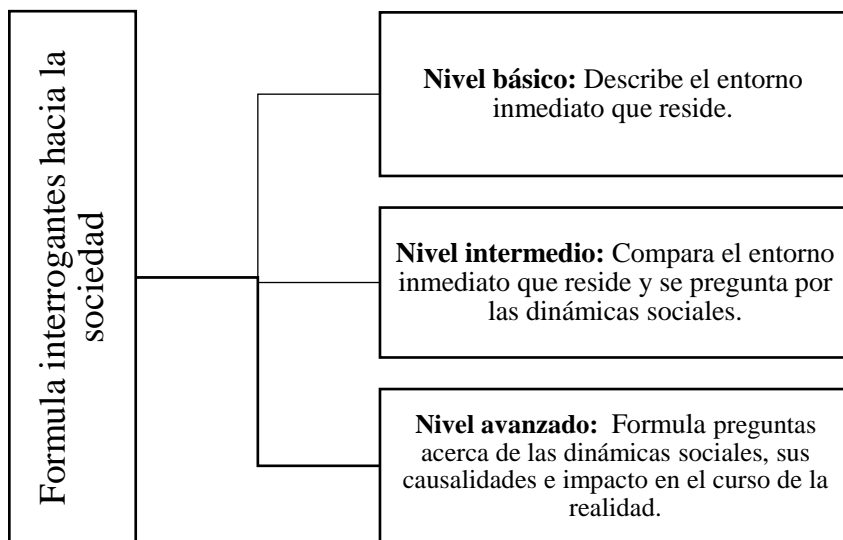 Formula interrogantes hacia la
sociedad
Nivel básico: Describe el entorno
inmediato que reside.
Nivel intermedio: Compara el entorno
inmediato que reside y se pregunta por
las dinámicas sociales.
Nivel avanzado: Formula preguntas
acerca de las dinámicas sociales, sus
causalidades e impacto en el curso de la
realidad.